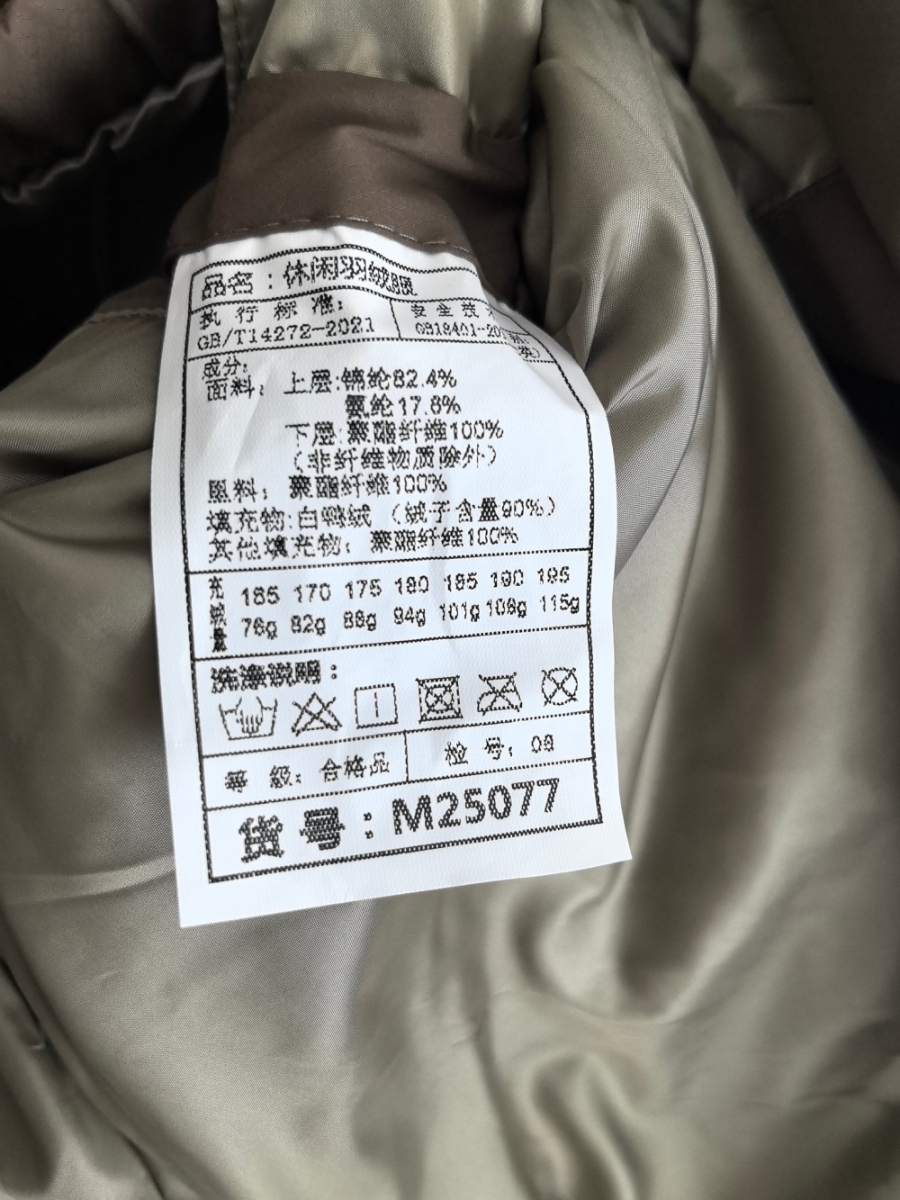 品名：休闲羽绒服
执行标准：
GB/T14272-2021
安全技
GB18401-20
类）
成分：
面料：上层：锦纶82.4%
氨纶17.6%
下层：聚酯纤维100%
（非纤维物质除外）
里料：聚酯纤维100%
填充物：白鸭绒（绒子含量90%）
其他填充物：聚酯纤维100%
充绒量 165 170 175 180 185 190 195
76g 82g 88g 94g 101g 108g 115g
洗涤说明：
等级：合格品
检号：08
货号：M25077